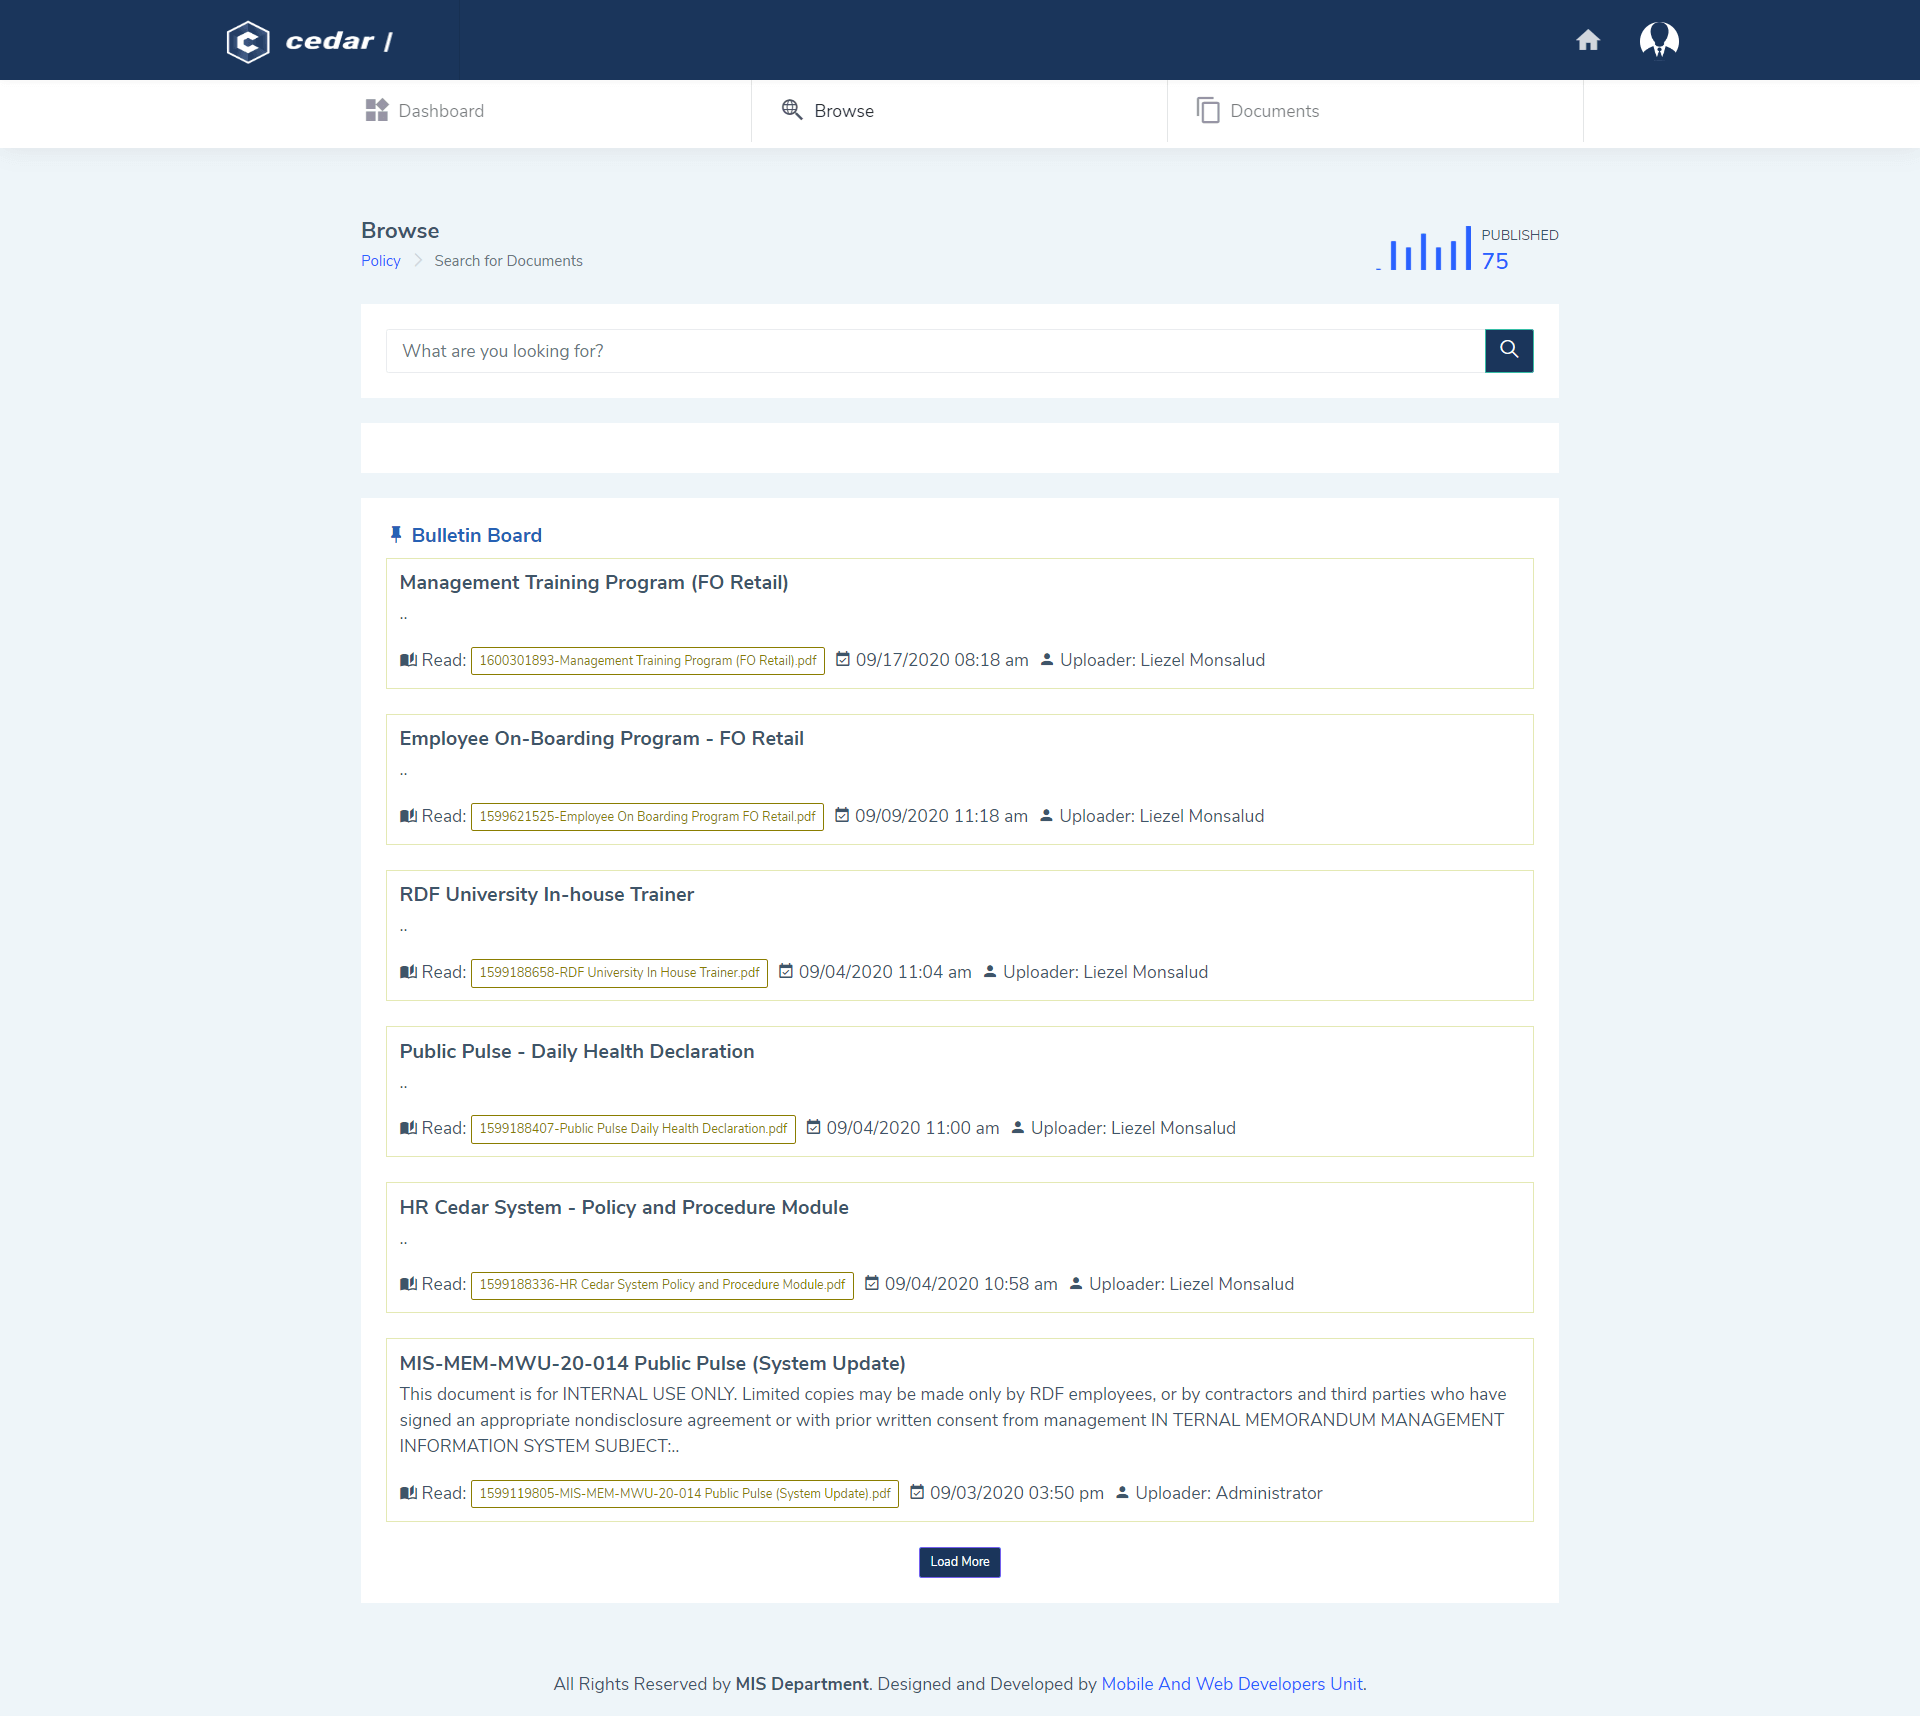 cedar /
Dashboard
Browse
Documents
Browse
Policy Search for Documents
PUBLISHED
75
What are you looking for?
Bulletin Board
Management Training Program (FO Retail)
..
Read: 1600301893-Management Training Program (FO Retail).pdf 09/17/2020 08:18 am Uploader: Liezel Monsalud
Employee On-Boarding Program - FO Retail
..
Read: 1599621525-Employee On Boarding Program FO Retail.pdf 09/09/2020 11:18 am Uploader: Liezel Monsalud
RDF University In-house Trainer
..
Read: 1599188658-RDF University In House Trainer.pdf 09/04/2020 11:04 am Uploader: Liezel Monsalud
Public Pulse - Daily Health Declaration
..
Read: 1599188407-Public Pulse Daily Health Declaration.pdf 09/04/2020 11:00 am Uploader: Liezel Monsalud
HR Cedar System - Policy and Procedure Module
..
Read: 1599188336-HR Cedar System Policy and Procedure Module.pdf 09/04/2020 10:58 am Uploader: Liezel Monsalud
MIS-MEM-MWU-20-014 Public Pulse (System Update)
This document is for INTERNAL USE ONLY. Limited copies may be made only by RDF employees, or by contractors and third parties who have
signed an appropriate nondisclosure agreement or with prior written consent from management IN TERNAL MEMORANDUM MANAGEMENT
INFORMATION SYSTEM SUBJECT:..
Read: 1599119805-MIS-MEM-MWU-20-014 Public Pulse (System Update).pdf 09/03/2020 03:50 pm Uploader: Administrator
Load More
All Rights Reserved by MIS Department. Designed and Developed by Mobile And Web Developers Unit.